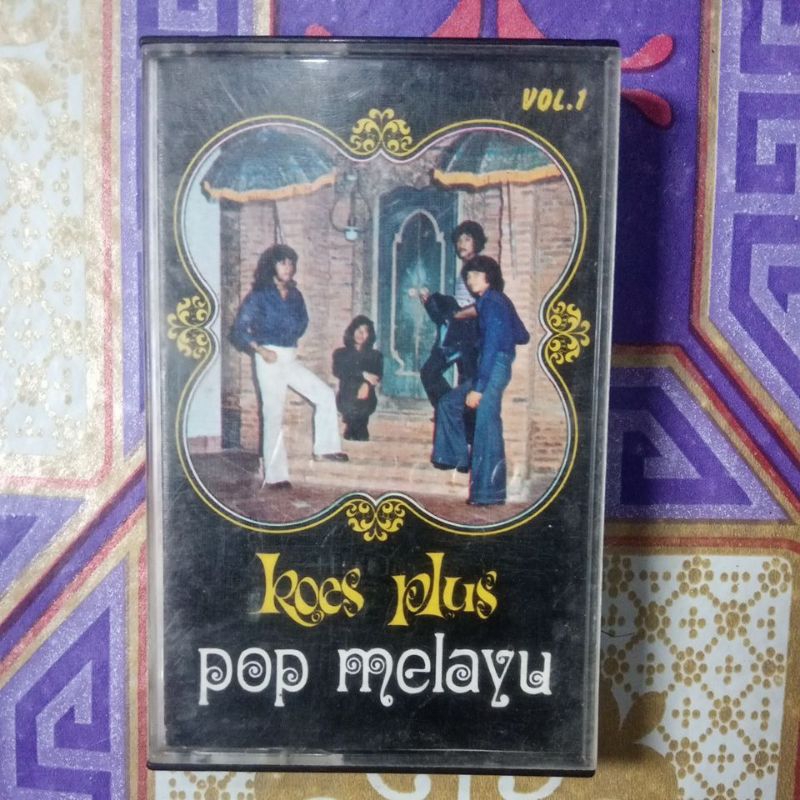 VOL.1
koes plus
pop melayu